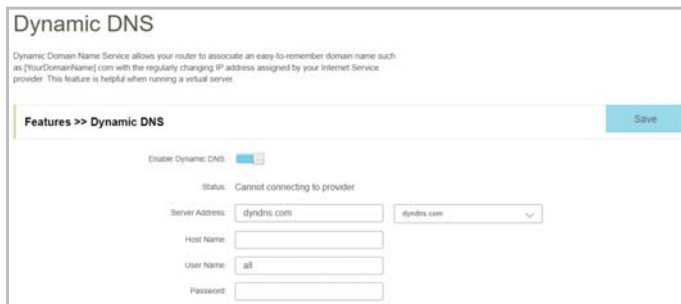 Dynamic DNS
Dynamic Domain Name Service allows your router to associate an easy-to-remember domain name such
as [YourDomainName].com with the regularly changing IP address assigned by your Internet Service
provider. This feature is helpful when running a virtual server.
Features >> Dynamic DNS
Save
Enable Dynamic DNS:
Status: Cannot connecting to provider
Server Address: dyndns.com dyndns.com
Host Name:
User Name: all
Password: